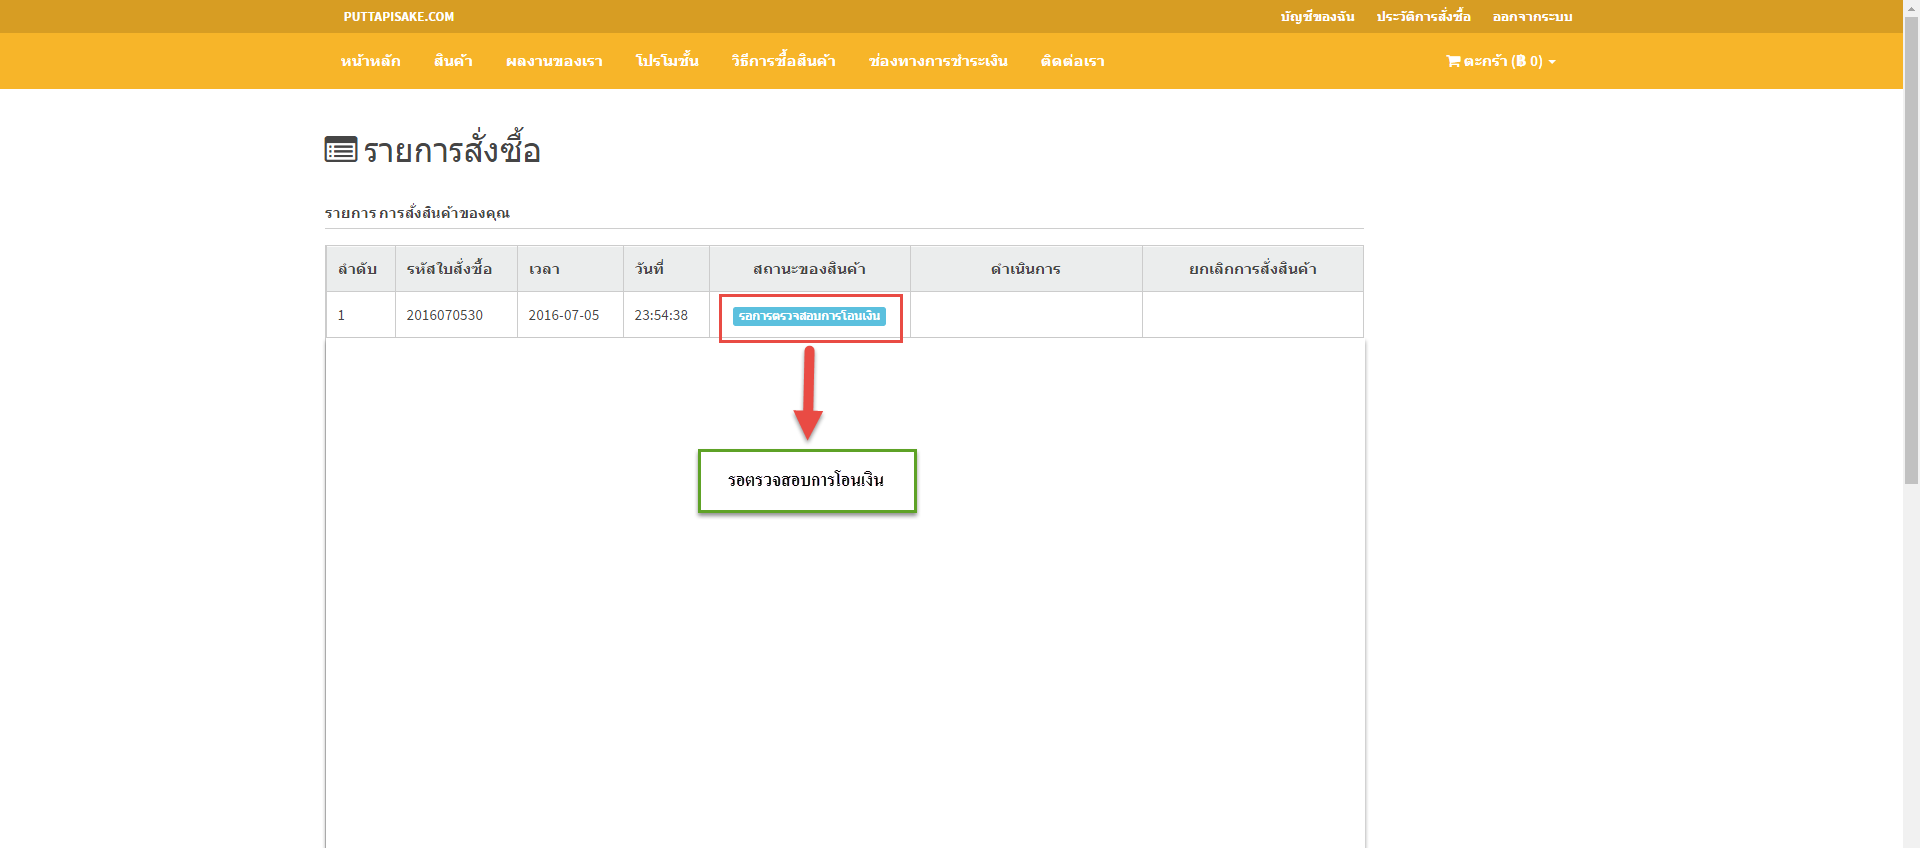 PUTTAPISAKE.COM บัญชีของฉัน ประวัติการสั่งซื้อ ออกจากระบบ
หน้าหลัก สินค้า ผลงานของเรา โปรโมชั้น วิธีการซื้อสินค้า ช่องทางการชำระเงิน ติดต่อเรา ตะกร้า (฿ 0)
รายการสั่งซื้อ
รายการ การสั่งสินค้าของคุณ
ลำดับ รหัสใบสั่งซื้อ เวลา วันที่ สถานะของสินค้า ดำเนินการ ยกเลิกการสั่งสินค้า
1 2016070530 2016-07-05 23:54:38 รอการตรวจสอบการโอนเงิน
รอตรวจสอบการโอนเงิน